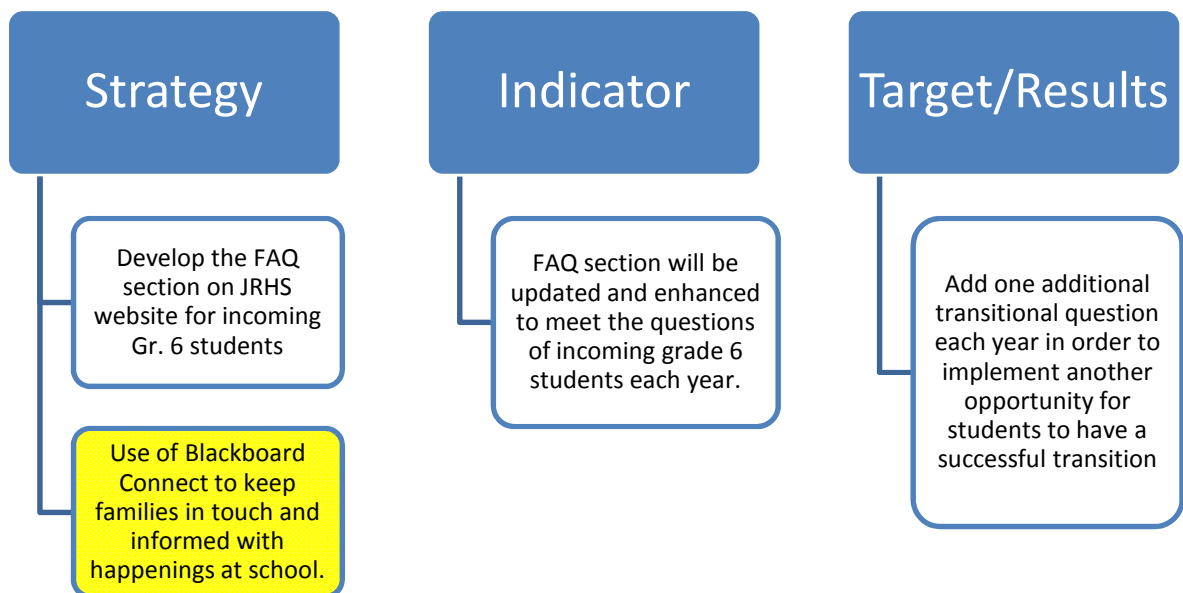 Strategy
Develop the FAQ
section on JRHS
website for incoming
Gr. 6 students
Use of Blackboard
Connect to keep
families in touch and
informed with
happenings at school.
Indicator
FAQ section will be
updated and enhanced
to meet the questions
of incoming grade 6
students each year.
Target/Results
Add one additional
transitional question
each year in order to
implement another
opportunity for
students to have a
successful transition